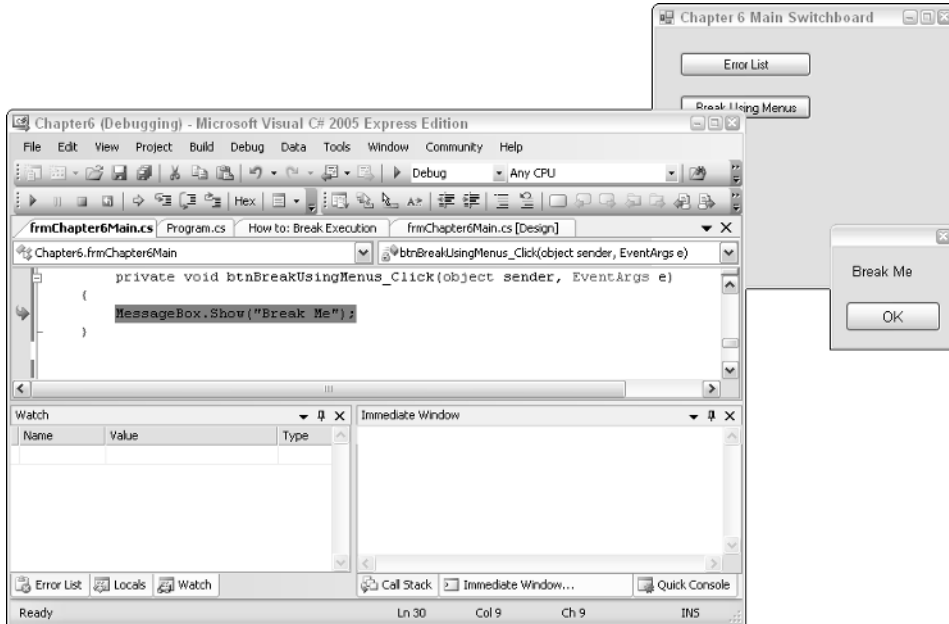 Chapter 6 Main Switchboard
Error List
Break Using Menus
Chapter6 (Debugging) - Microsoft Visual C# 2005 Express Edition
File Edit View Project Build Debug Data Tools Window Community Help
Debug Any CPU
Hex
frmChapter6Main.cs Program.cs How to: Break Execution frmChapter6Main.cs [Design]
Chapter6.frmChapter6Main btnBreakUsingMenus_Click(object sender, EventArgs e)
private void btnBreakUsingMenus_Click(object sender, EventArgs e)
{
MessageBox.Show("Break Me");
}
Break Me
OK
Watch Immediate Window
Name Value Type
Error List Locals Watch Call Stack Immediate Window... Quick Console
Ready Ln 30 Col 9 Ch 9 INS